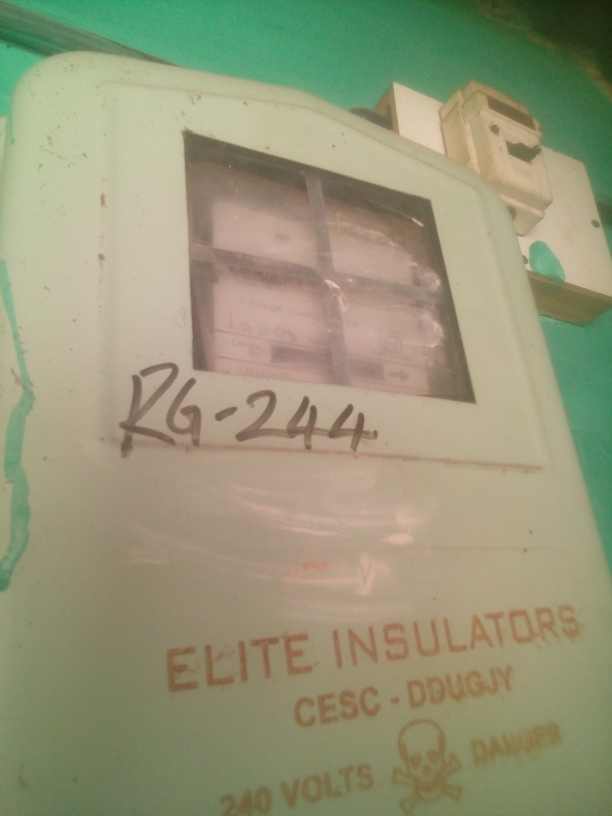 RG-244
ELITE INSULATORS
CESC - DDUGJY
240 VOLTS DANGER